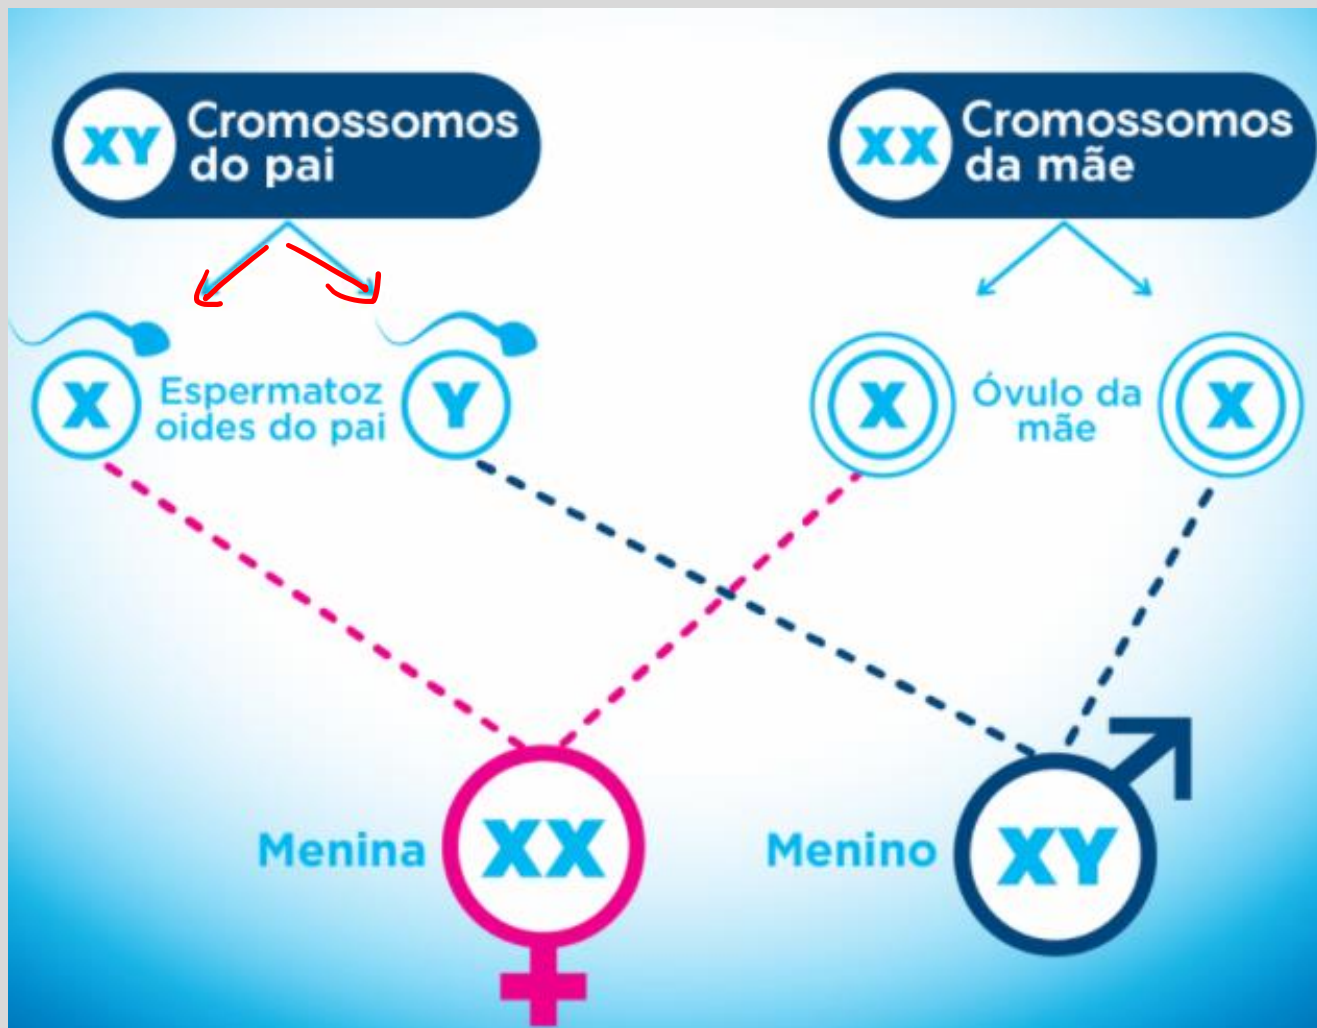 XY Cromossomos
do pai
XX Cromossomos
da mãe
X
Espermatoz
oides do pai
Y
X
Óvulo da
mãe
X
Menina
XX
Menino
XY